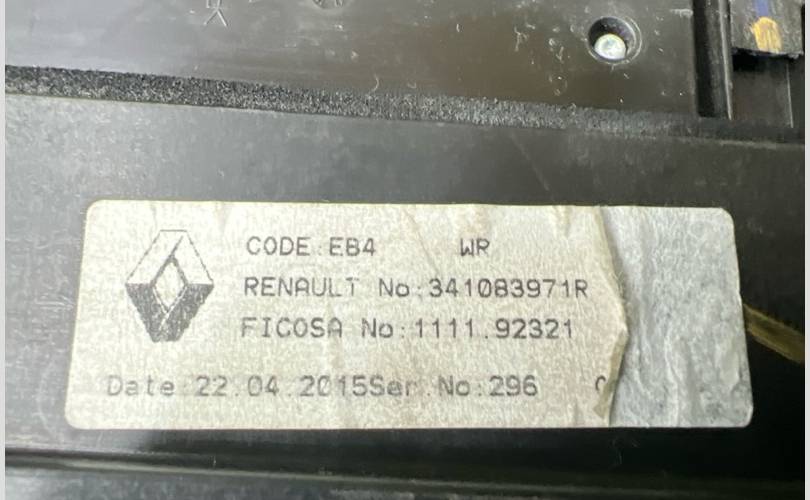 CODE:EB4 WR
RENAULT No:341083971R
FICOSA No:1111.92321
Date:22.04.2015Ser.No:296